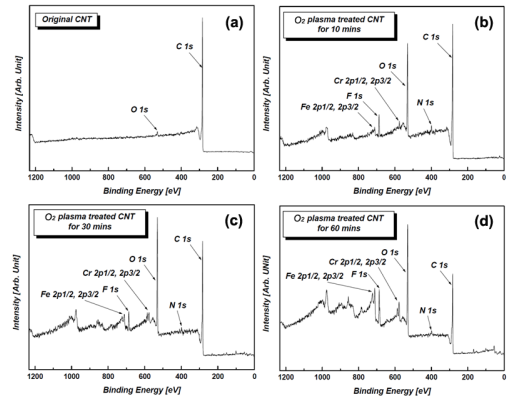 Original CNT
(a)
C 1s
O 1s
Intensity [Arb. Unit]
1200 1000 800 600 400 200 0
Binding Energy [eV]
O2 plasma treated CNT
for 10 mins
(b)
C 1s
O 1s
Cr 2p1/2, 2p3/2
F 1s
N 1s
Fe 2p1/2, 2p3/2
Intensity [Arb. Unit]
1200 1000 800 600 400 200 0
Binding Energy [eV]
O2 plasma treated CNT
for 30 mins
(c)
C 1s
O 1s
Cr 2p1/2, 2p3/2
F 1s
Fe 2p1/2, 2p3/2
N 1s
Intensity [Arb. Unit]
1200 1000 800 600 400 200 0
Binding Energy [eV]
O2 plasma treated CNT
for 60 mins
(d)
O 1s
Cr 2p1/2, 2p3/2
C 1s
F 1s
Fe 2p1/2, 2p3/2
N 1s
Intensity [Arb. UNit]
1200 1000 800 600 400 200 0
Binding Energy [eV]